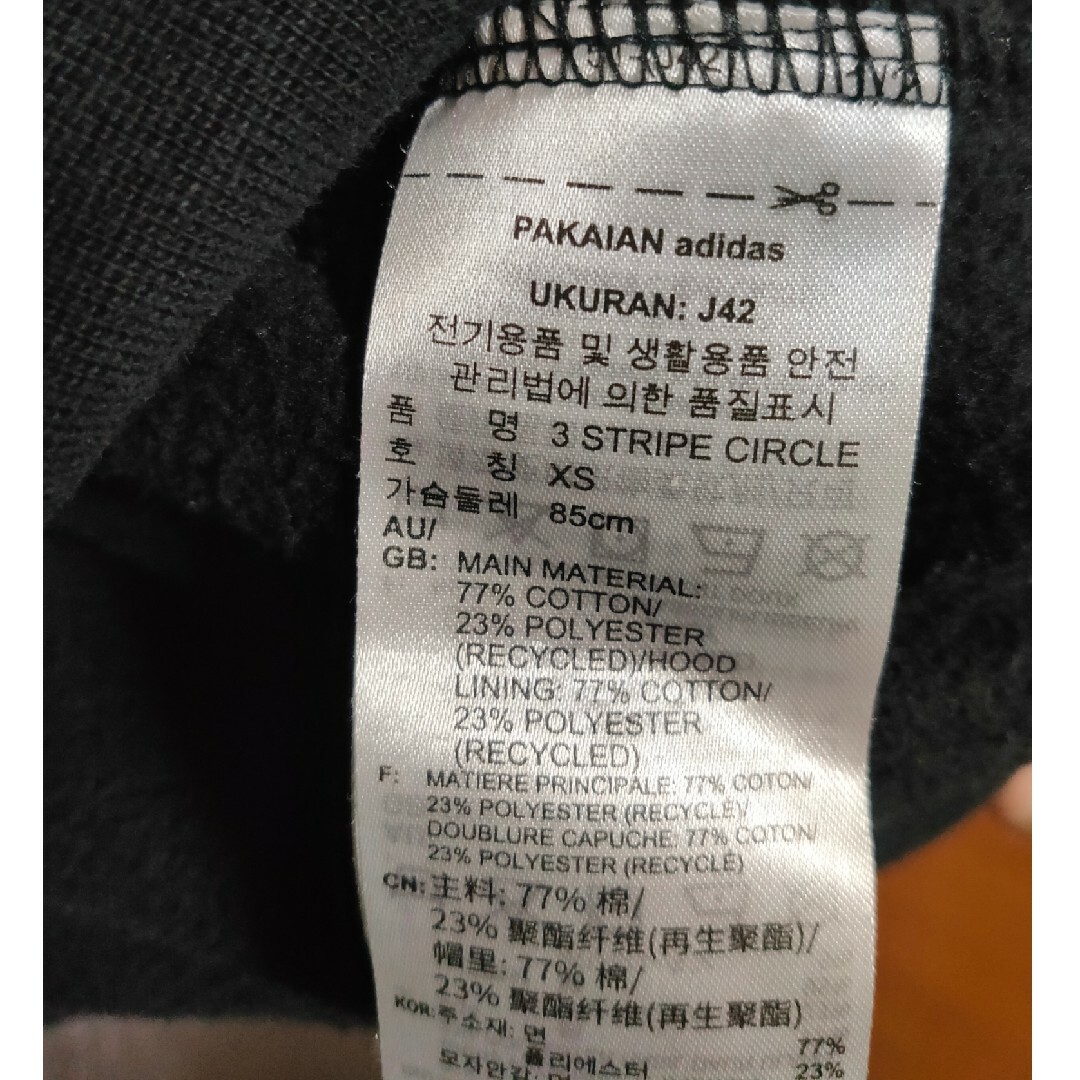 PAKAIAN adidas
UKURAN: J42
전기용품 및 생활용품 안전
관리법에 의한 품질표시
품 명 3 STRIPE CIRCLE
호 칭 XS
가슴둘레 85cm
AU/
GB: MAIN MATERIAL:
77% COTTON/
23% POLYESTER
(RECYCLED)/HOOD
LINING: 77% COTTON/
23% POLYESTER
(RECYCLED)
F: MATIERE PRINCIPALE: 77% COTON/
23% POLYESTER (RECYCLÉ)/
DOUBLURE CAPUCHE: 77% COTON/
23% POLYESTER (RECYCLÉ)
CN: 主料: 77% 棉/
23% 聚酯纤维(再生聚酯)/
帽里: 77% 棉/
23% 聚酯纤维(再生聚酯)
KOR: 주소재: 면 77%
폴리에스터 23%
모자안감: 면